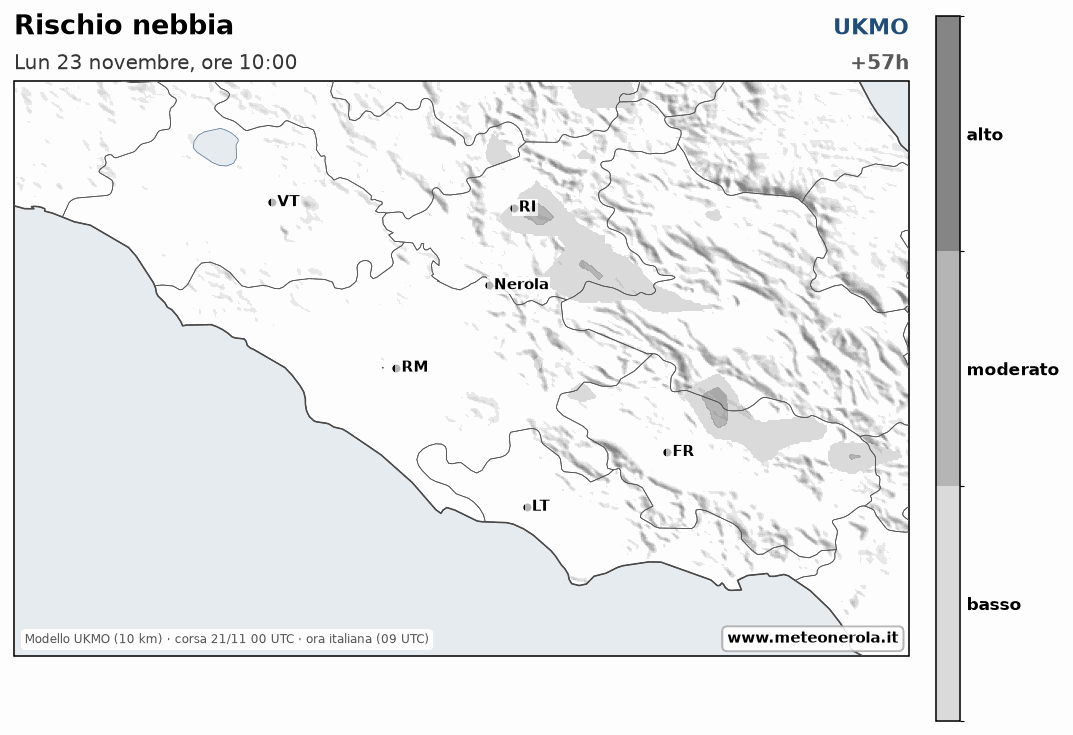 Rischio nebbia
UKMO
Lun 23 novembre, ore 10:00
+57h
alto
VT
RI
Nerola
RM
moderato
FR
LT
basso
Modello UKMO (10 km) · corsa 21/11 00 UTC · ora italiana (09 UTC)
www.meteonerola.it